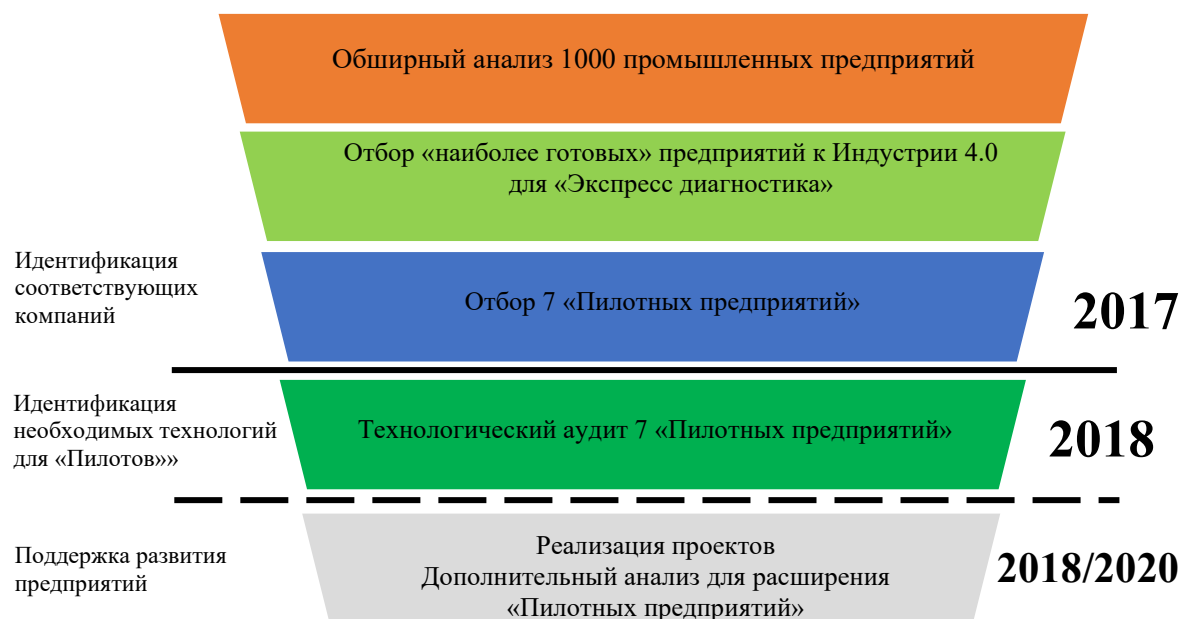 Обширный анализ 1000 промышленных предприятий
Отбор «наиболее готовых» предприятий к Индустрии 4.0
для «Экспресс диагностика»
Идентификация
соответствующих
компаний
Отбор 7 «Пилотных предприятий»
2017
Идентификация
необходимых технологий
для «Пилотов»»
Технологический аудит 7 «Пилотных предприятий»
2018
Поддержка развития
предприятий
Реализация проектов
Дополнительный анализ для расширения
«Пилотных предприятий»
2018/2020